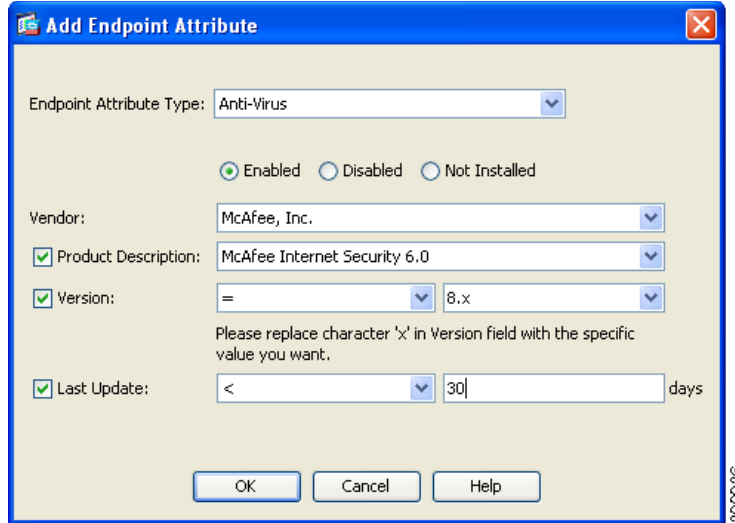 Add Endpoint Attribute
Endpoint Attribute Type: Anti-Virus
Enabled Disabled Not Installed
Vendor: McAfee, Inc.
Product Description: McAfee Internet Security 6.0
Version: = 8.x
Please replace character 'x' in Version field with the specific
value you want.
Last Update: < 30 days
OK Cancel Help